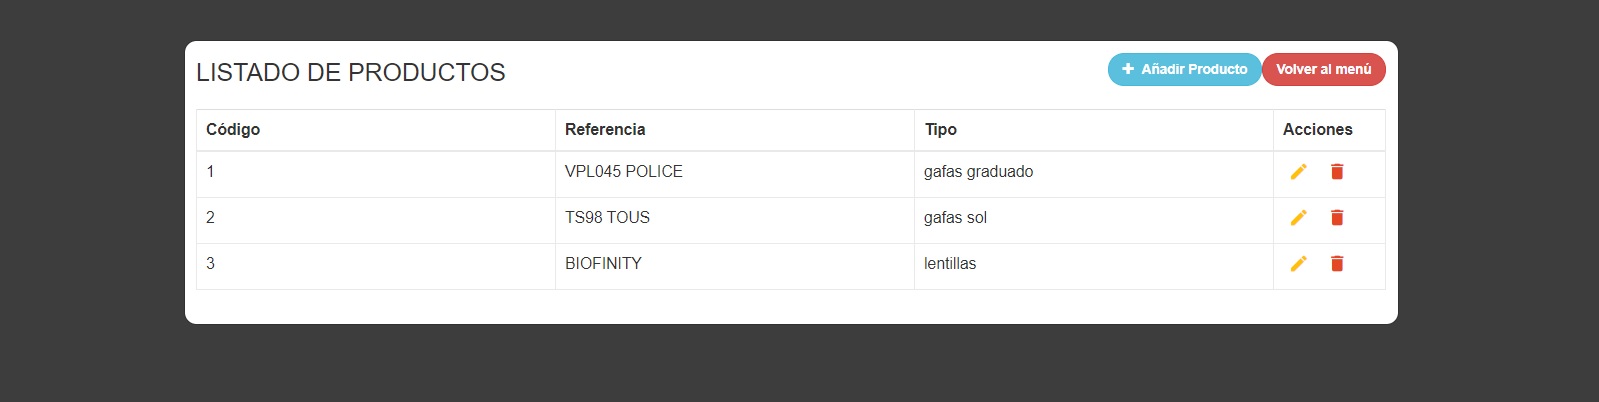 LISTADO DE PRODUCTOS
Añadir Producto Volver al menú
Código Referencia Tipo Acciones
1 VPL045 POLICE gafas graduado
2 TS98 TOUS gafas sol
3 BIOFINITY lentillas